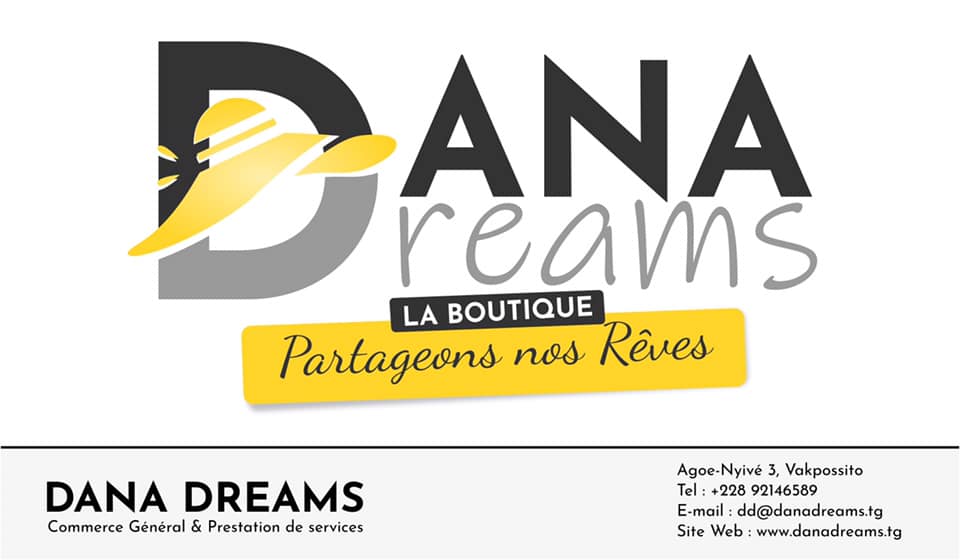 DANA
Dreams
LA BOUTIQUE
Partageons nos Rêves
DANA DREAMS
Commerce Général & Prestation de services
Agoe-Nyivé 3, Vakpossito
Tel : +228 92146589
E-mail : dd@danadreams.tg
Site Web : www.danadreams.tg